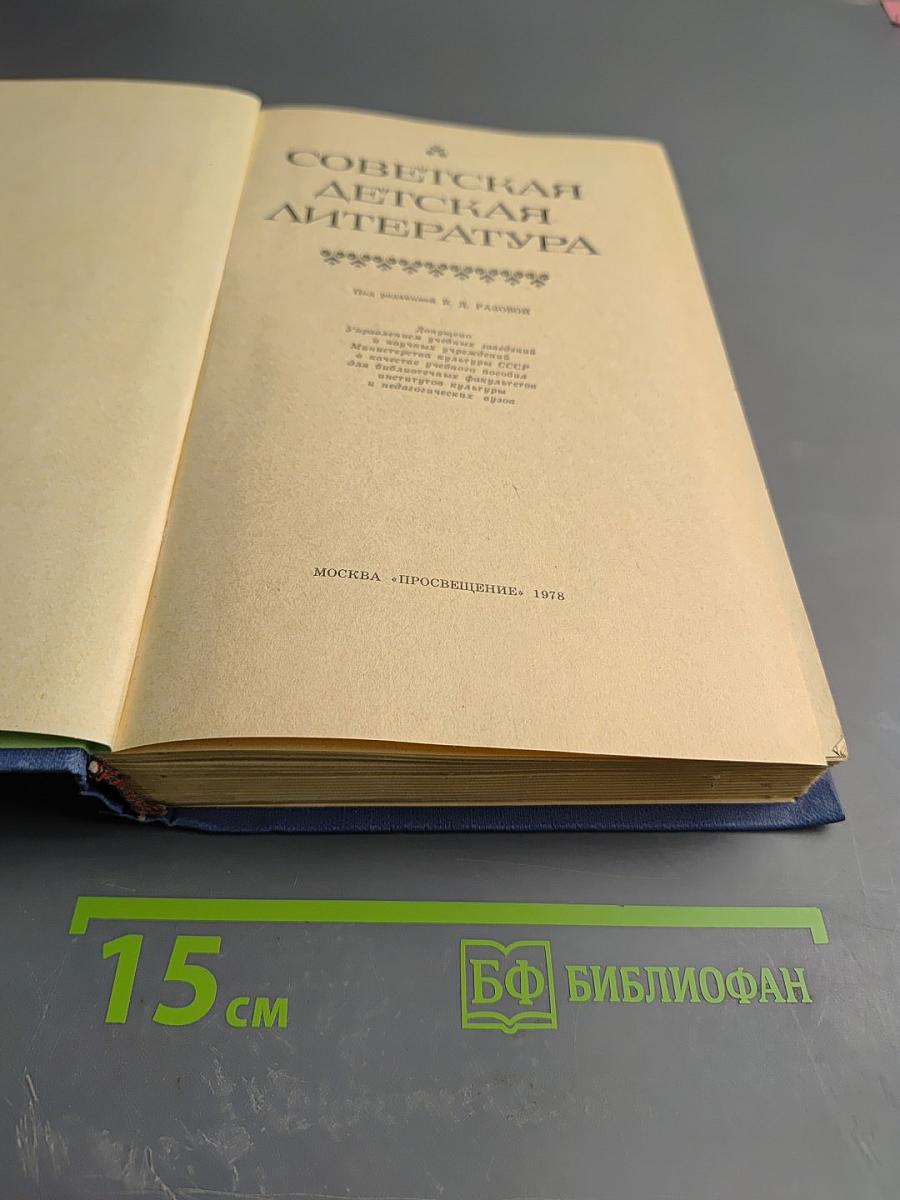 СОВЕТСКАЯ
ДЕТСКАЯ
ЛИТЕРАТУРА
Под редакцией В. Д. РАЗОВОЙ
Допущено
Управлением учебных заведений
и научных учреждений
Министерства культуры СССР
в качестве учебного пособия
для библиотечных факультетов
институтов культуры
и педагогических вузов
МОСКВА «ПРОСВЕЩЕНИЕ» 1978
15 см
БФ БИБЛИОФАН